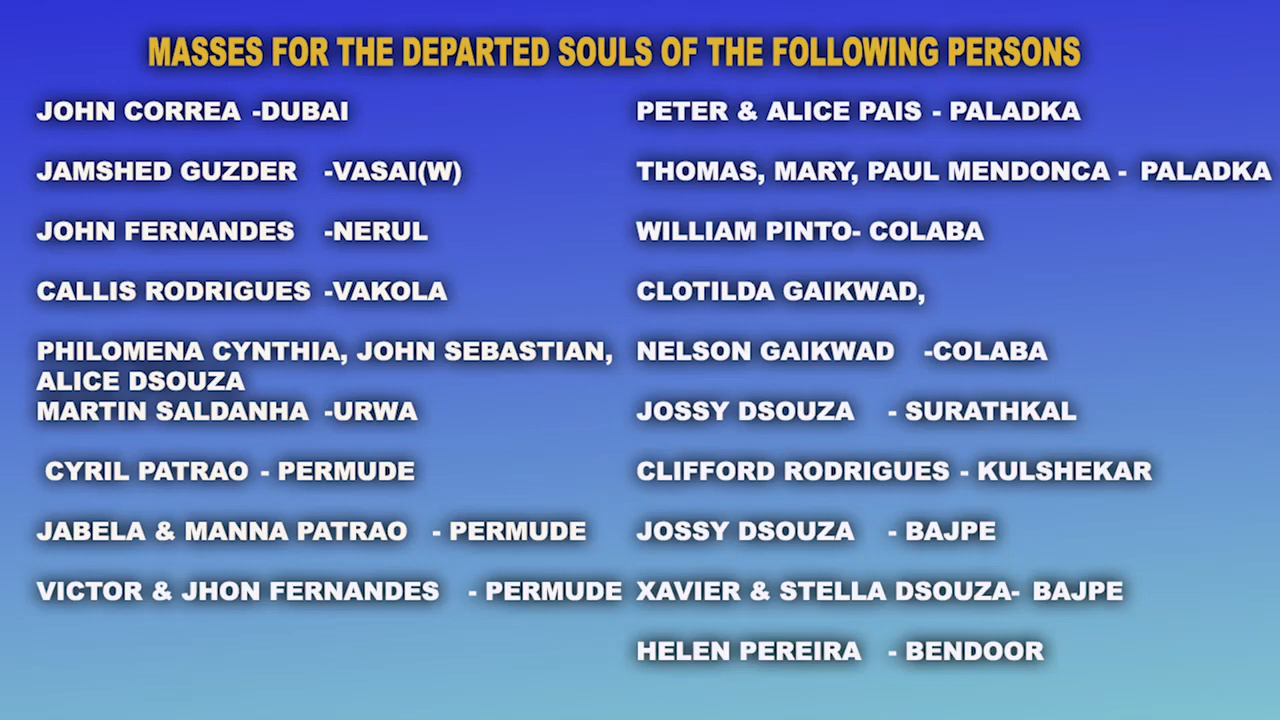 MASSES FOR THE DEPARTED SOULS OF THE FOLLOWING PERSONS
JOHN CORREA -DUBAI
JAMSHED GUZDER -VASAI(W)
JOHN FERNANDES -NERUL
CALLIS RODRIGUES -VAKOLA
PHILOMENA CYNTHIA, JOHN SEBASTIAN,
ALICE DSOUZA
MARTIN SALDANHA -URWA
CYRIL PATRAO - PERMUDE
JABELA & MANNA PATRAO - PERMUDE
VICTOR & JHON FERNANDES - PERMUDE
PETER & ALICE PAIS - PALADKA
THOMAS, MARY, PAUL MENDONCA - PALADKA
WILLIAM PINTO- COLABA
CLOTILDA GAIKWAD,
NELSON GAIKWAD -COLABA
JOSSY DSOUZA - SURATHKAL
CLIFFORD RODRIGUES - KULSHEKAR
JOSSY DSOUZA - BAJPE
XAVIER & STELLA DSOUZA- BAJPE
HELEN PEREIRA - BENDOOR